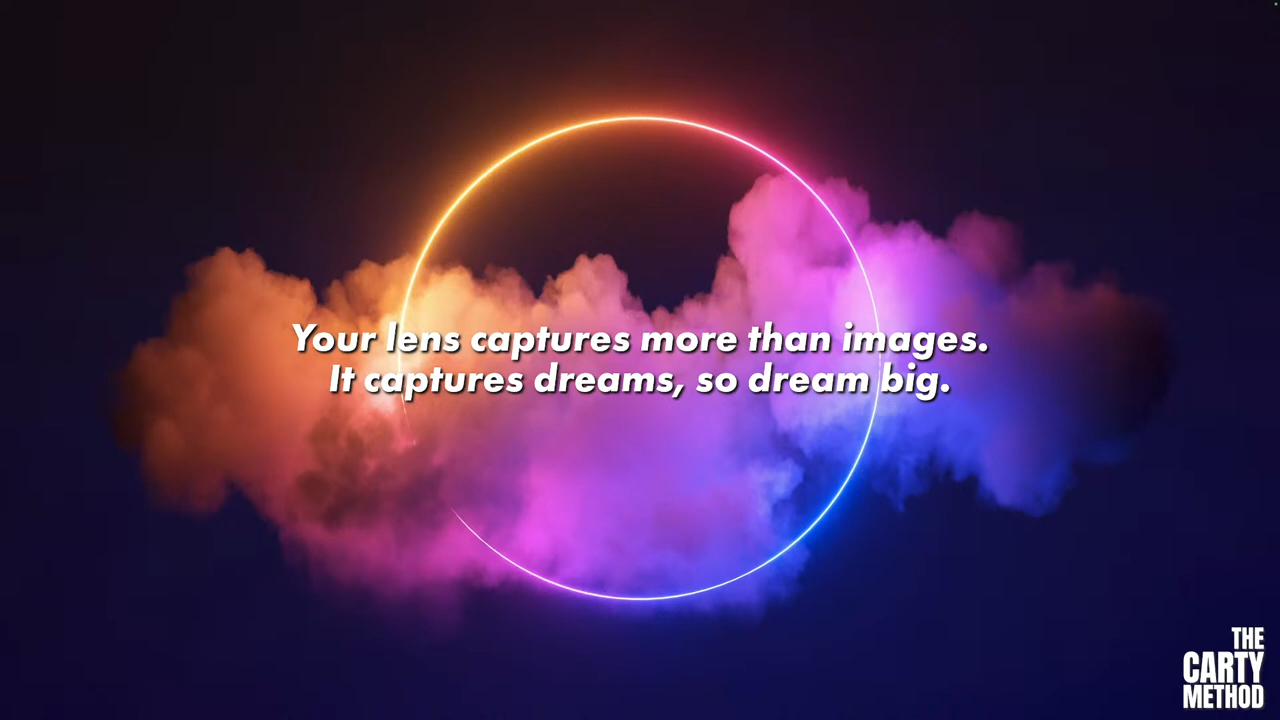 Your lens captures more than images.
It captures dreams, so dream big.
THE
CARTY
METHOD